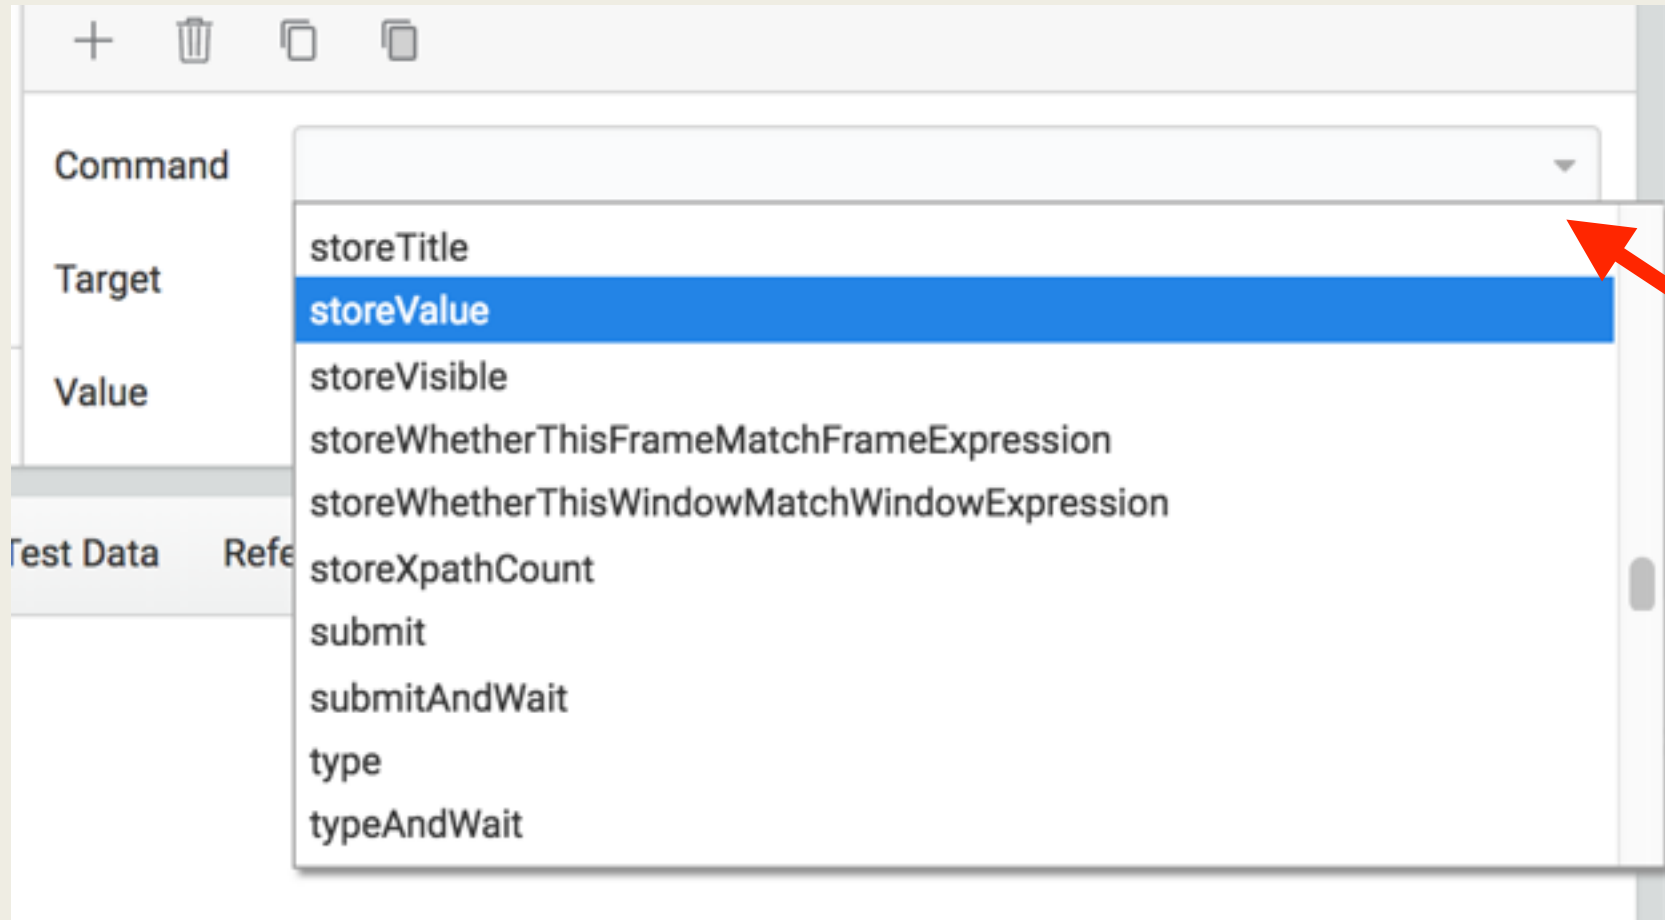 Command
storeTitle
Target
storeValue
storeVisible
Value
storeWhetherThisFrameMatchFrameExpression
storeWhetherThisWindowMatchWindowExpression
Test Data Refe
storeXpathCount
submit
submitAndWait
type
typeAndWait